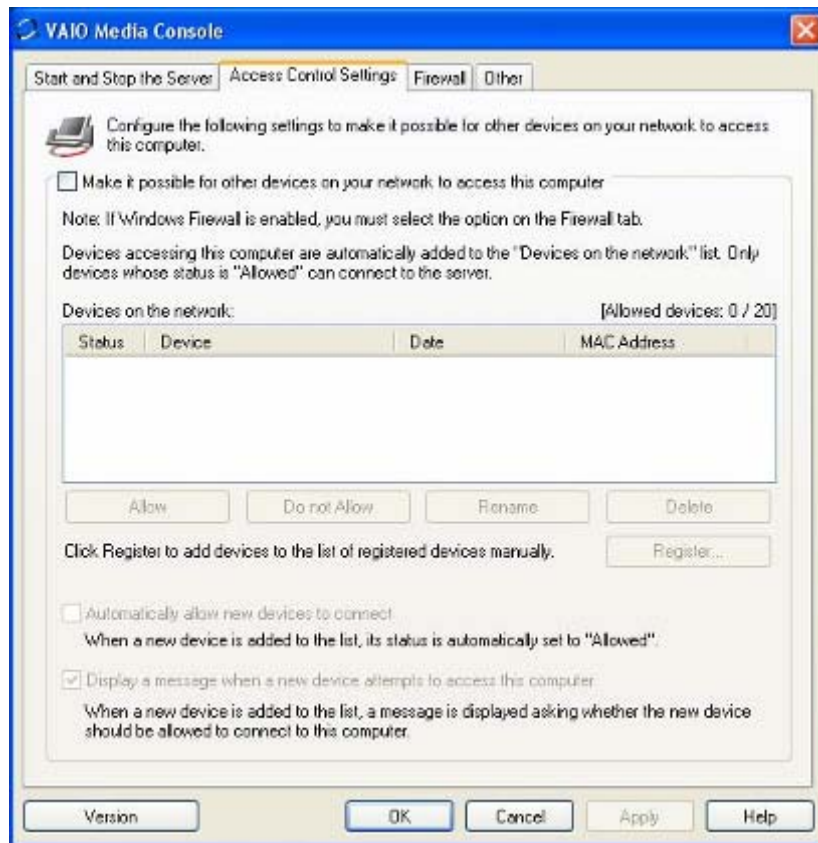 VAIO Media Console
Start and Stop the Server Access Control Settings Firewall Other
Configure the following settings to make it possible for other devices on your network to access
this computer.
Make it possible for other devices on your network to access this computer
Note: If Windows Firewall is enabled, you must select the option on the Firewall tab.
Devices accessing this computer are automatically added to the "Devices on the network" list. Only
devices whose status is "Allowed" can connect to the server.
Devices on the network: [Allowed devices: 0 / 20]
Status Device Date MAC Address
Allow Do not Allow Rename Delete
Click Register to add devices to the list of registered devices manually. Register...
Automatically allow new devices to connect
When a new device is added to the list, its status is automatically set to "Allowed".
Display a message when a new device attempts to access this computer
When a new device is added to the list, a message is displayed asking whether the new device
should be allowed to connect to this computer.
Version OK Cancel Apply Help